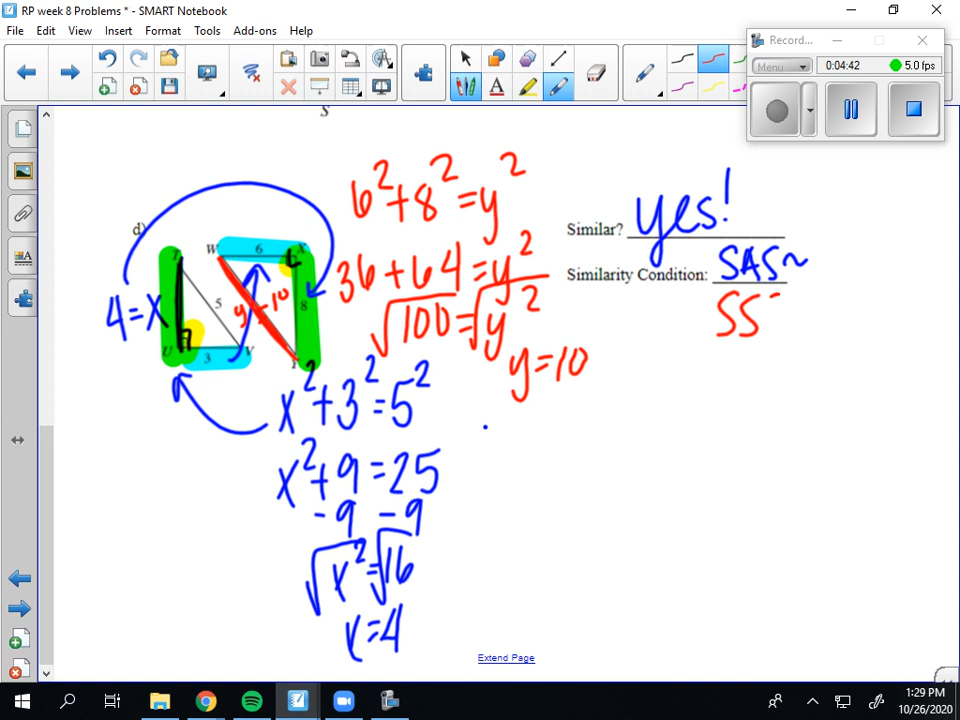 RP week 8 Problems * - SMART Notebook
File Edit View Insert Format Tools Add-ons Help
Record...
Menu 0:04:42 5.0 fps
S
6² + 8² = y²
d)
Similar? yes!
T W 6 X
36 + 64 = y²
Similarity Condition: SAS~
SS
4 = x 5 y = 10 8
√100 = √y²
U 3 V Y
y = 10
x² + 3² = 5²
x² + 9 = 25
- 9 - 9
√x² = √16
x = 4
Extend Page
1:29 PM
10/26/2020